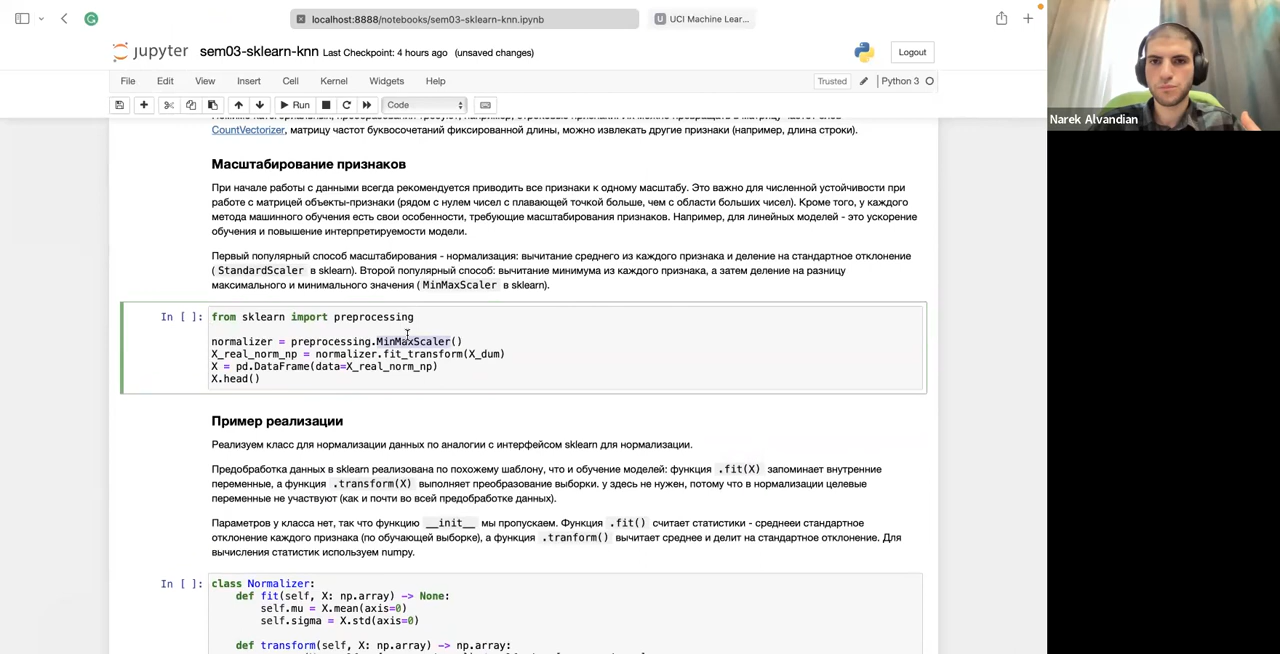 localhost:8888/notebooks/sem03-sklearn-knn.ipynb
UCI Machine Lear...
jupyter sem03-sklearn-knn Last Checkpoint: 4 hours ago (unsaved changes)
Logout
File Edit View Insert Cell Kernel Widgets Help
Trusted
Python 3
Run
Code
CountVectorizer, матрицу частот буквосочетаний фиксированной длины, можно извлекать другие признаки (например, длина строки).
Масштабирование признаков
При начале работы с данными всегда рекомендуется приводить все признаки к одному масштабу. Это важно для численной устойчивости при
работе с матрицей объекты-признаки (рядом с нулем чисел с плавающей точкой больше, чем с области больших чисел). Кроме того, у каждого
метода машинного обучения есть свои особенности, требующие масштабирования признаков. Например, для линейных моделей - это ускорение
обучения и повышение интерпретируемости модели.
Первый популярный способ масштабирования - нормализация: вычитание среднего из каждого признака и деление на стандартное отклонение
( StandardScaler в sklearn). Второй популярный способ: вычитание минимума из каждого признака, а затем деление на разницу
максимального и минимального значения ( MinMaxScaler в sklearn).
In [ ]:
from sklearn import preprocessing
normalizer = preprocessing.MinMaxScaler()
X_real_norm_np = normalizer.fit_transform(X_dum)
X = pd.DataFrame(data=X_real_norm_np)
X.head()
Пример реализации
Реализуем класс для нормализации данных по аналогии с интерфейсом sklearn для нормализации.
Предобработка данных в sklearn реализована по похожему шаблону, что и обучение моделей: функция .fit(X) запоминает внутренние
переменные, а функция .transform(X) выполняет преобразование выборки. y здесь не нужен, потому что в нормализации целевые
переменные не участвуют (как и почти во всей предобработке данных).
Параметров у класса нет, так что функцию __init__ мы пропускаем. Функция .fit() считает статистики - среднееи стандартное
отклонение каждого признака (по обучающей выборке), а функция .tranform() вычитает среднее и делит на стандартное отклонение. Для
вычисления статистик используем numpy.
In [ ]:
class Normalizer:
def fit(self, X: np.array) -> None:
self.mu = X.mean(axis=0)
self.sigma = X.std(axis=0)
def transform(self, X: np.array) -> np.array:
Narek Alvandian